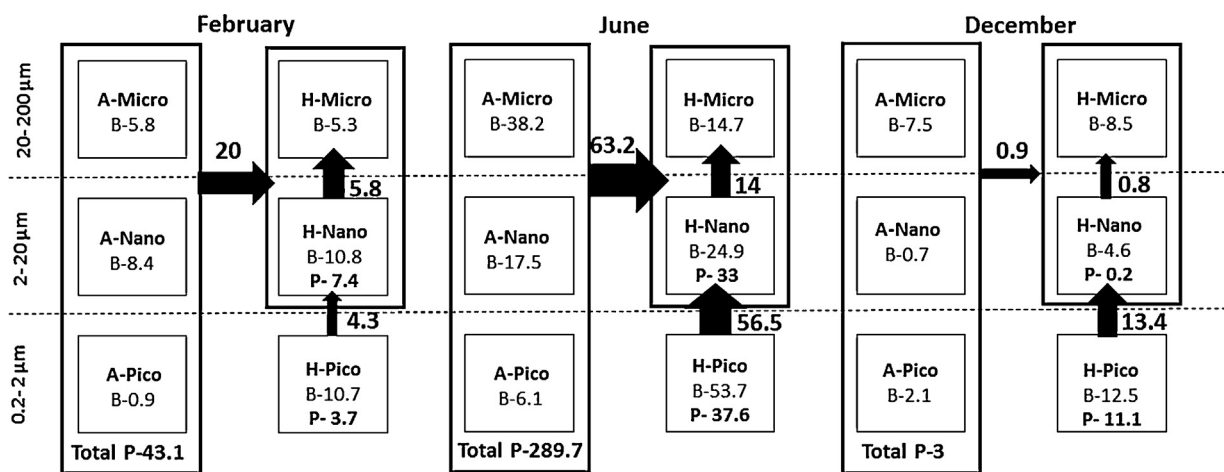 February
June
December
20-200µm
2-20µm
0.2-2µm
A-Micro
B-5.8
A-Nano
B-8.4
A-Pico
B-0.9
Total P-43.1
20
H-Micro
B-5.3
5.8
H-Nano
B-10.8
P- 7.4
4.3
H-Pico
B-10.7
P- 3.7
A-Micro
B-38.2
A-Nano
B-17.5
A-Pico
B-6.1
Total P-289.7
63.2
H-Micro
B-14.7
14
H-Nano
B-24.9
P- 33
56.5
H-Pico
B-53.7
P- 37.6
A-Micro
B-7.5
A-Nano
B-0.7
A-Pico
B-2.1
Total P-3
0.9
H-Micro
B-8.5
0.8
H-Nano
B-4.6
P- 0.2
13.4
H-Pico
B-12.5
P- 11.1